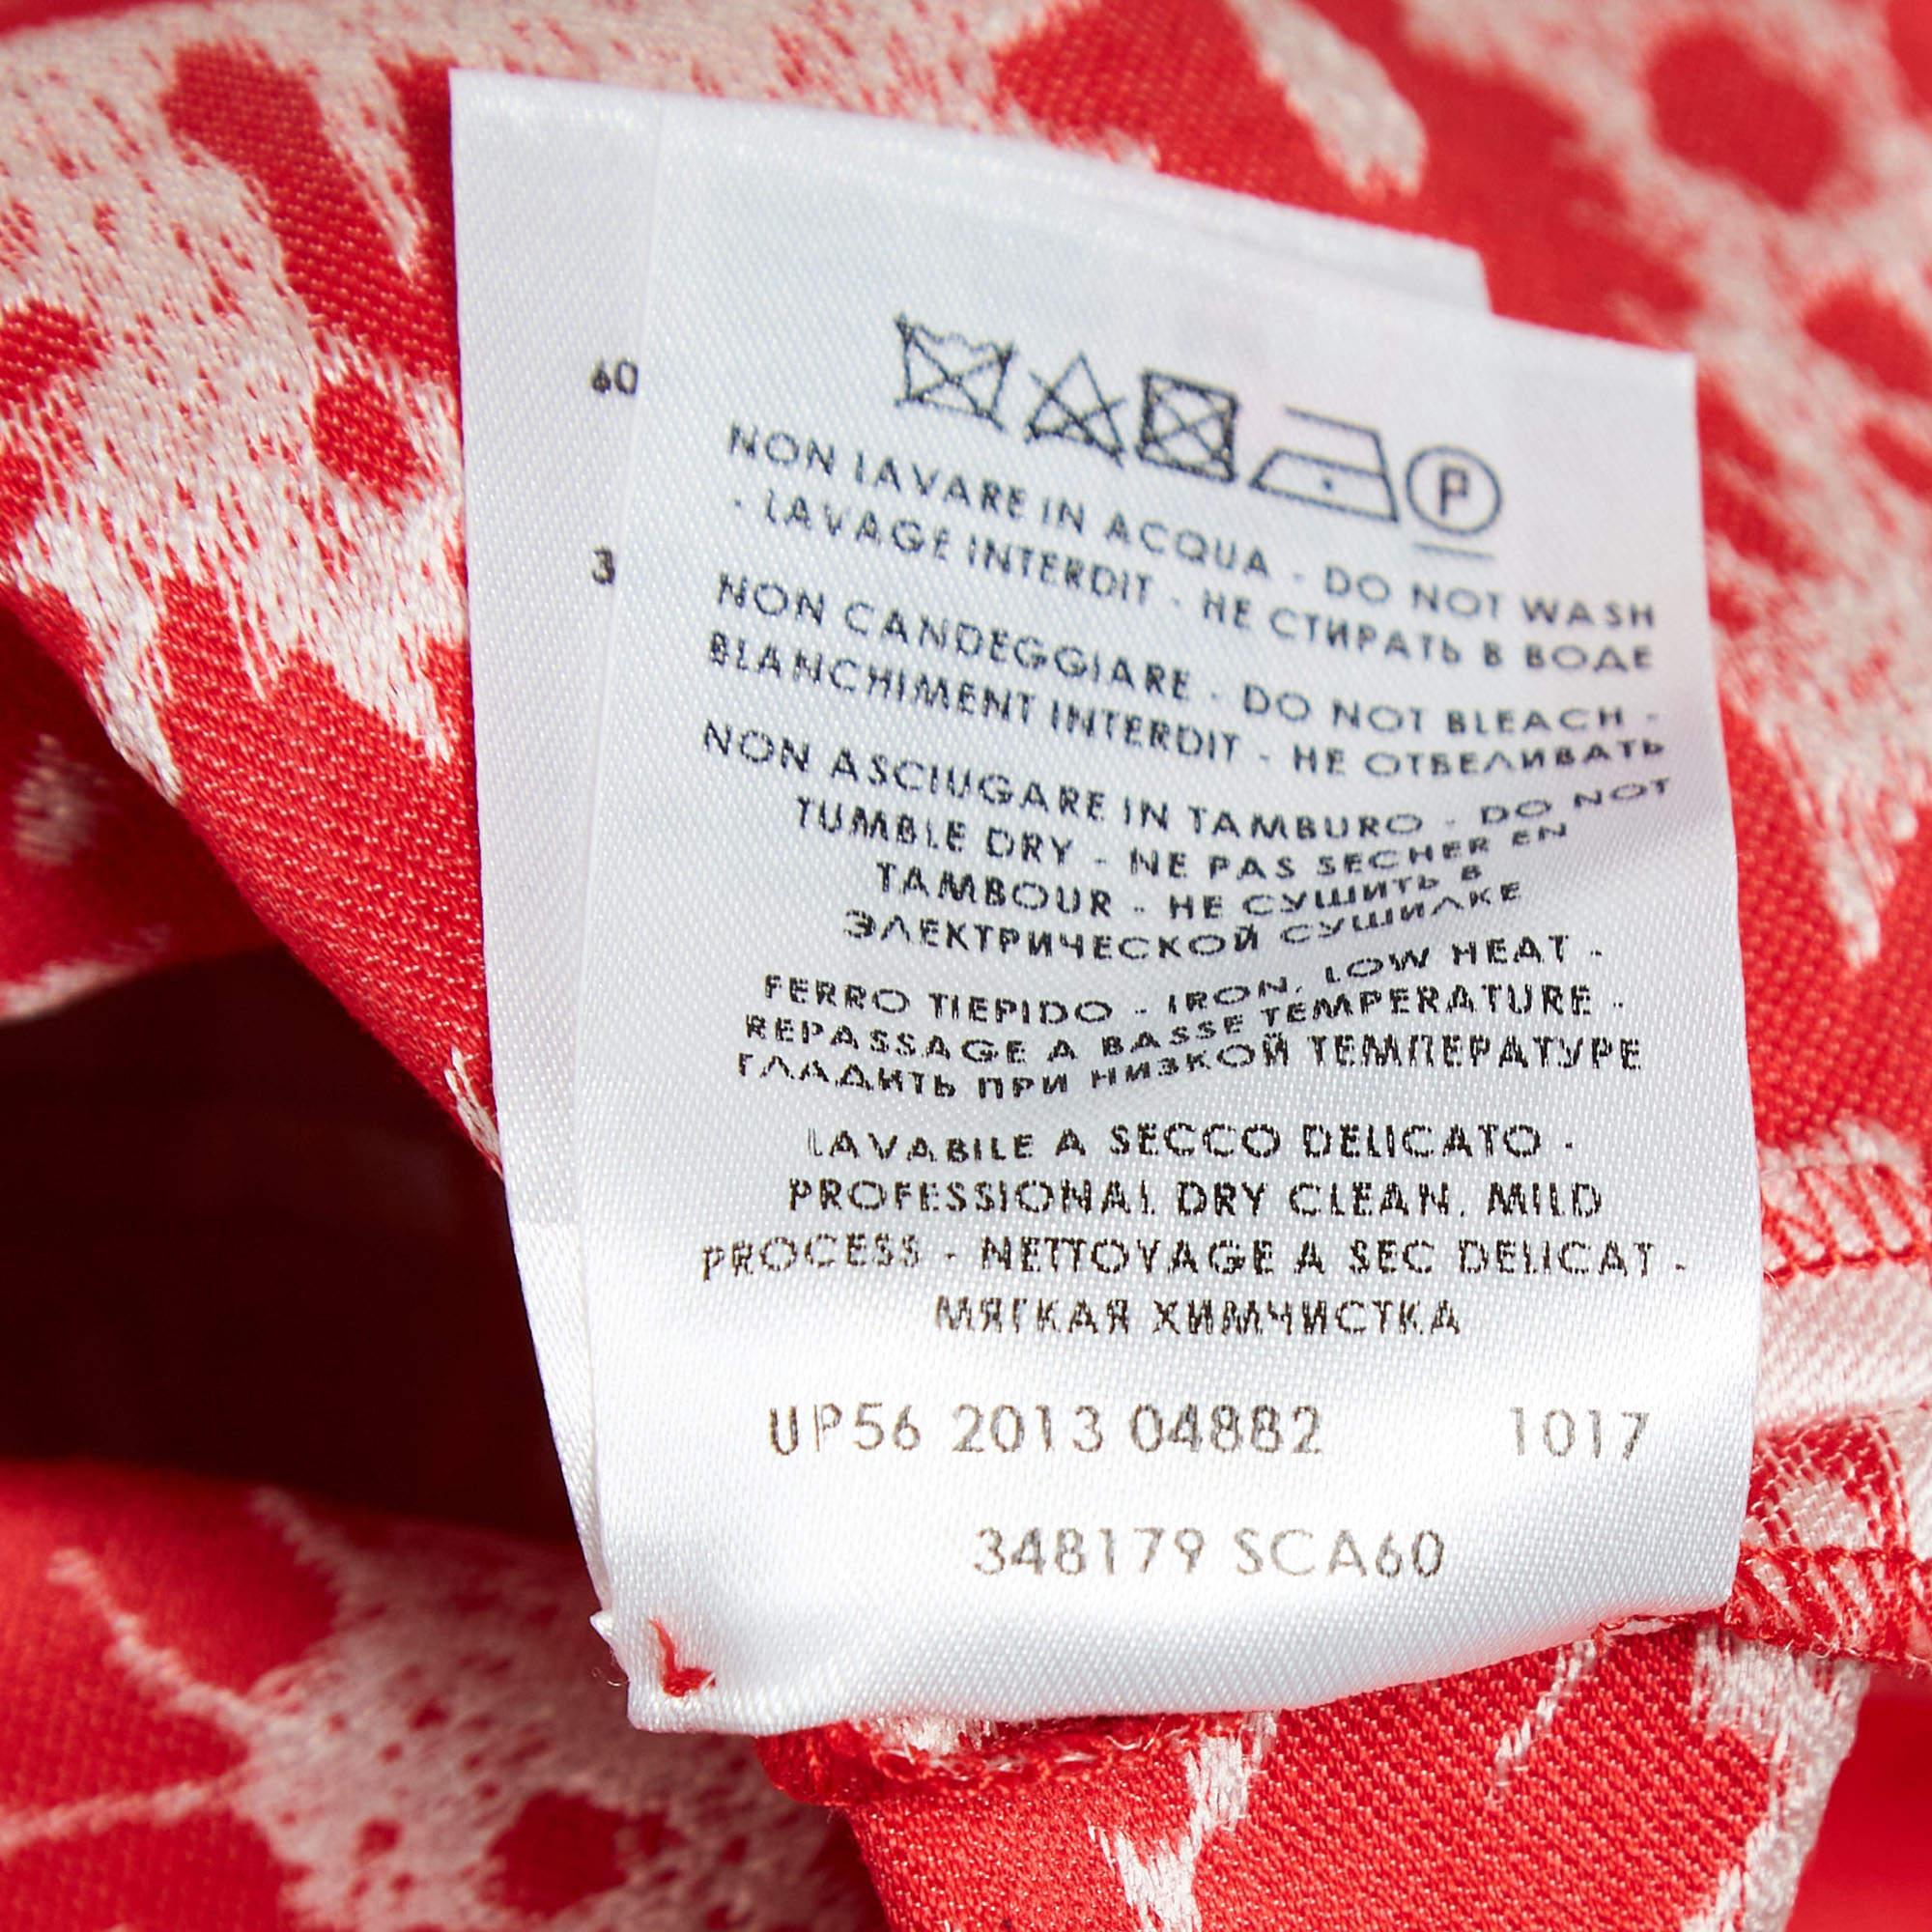 60
3
P
NON LAVARE IN ACQUA - DO NOT WASH
- LAVAGE INTERDIT - НЕ СТИРАТЬ В ВОДЕ
NON CANDEGGIARE - DO NOT BLEACH -
BLANCHIMENT INTERDIT - НЕ ОТБЕЛИВАТЬ
NON ASCIUGARE IN TAMBURO - DO NOT
TUMBLE DRY - NE PAS SECHER EN
TAMBOUR - НЕ СУШИТЬ В
ЭЛЕКТРИЧЕСКОЙ СУШИЛКЕ
FERRO TIEPIDO - IRON, LOW HEAT -
REPASSAGE A BASSE TEMPERATURE -
ГЛАДИТЬ ПРИ НИЗКОЙ ТЕМПЕРАТУРЕ
LAVABILE A SECCO DELICATO -
PROFESSIONAL DRY CLEAN, MILD
PROCESS - NETTOYAGE A SEC DELICAT -
МЯГКАЯ ХИМЧИСТКА
UP56 2013 04882 1017
348179 SCA60